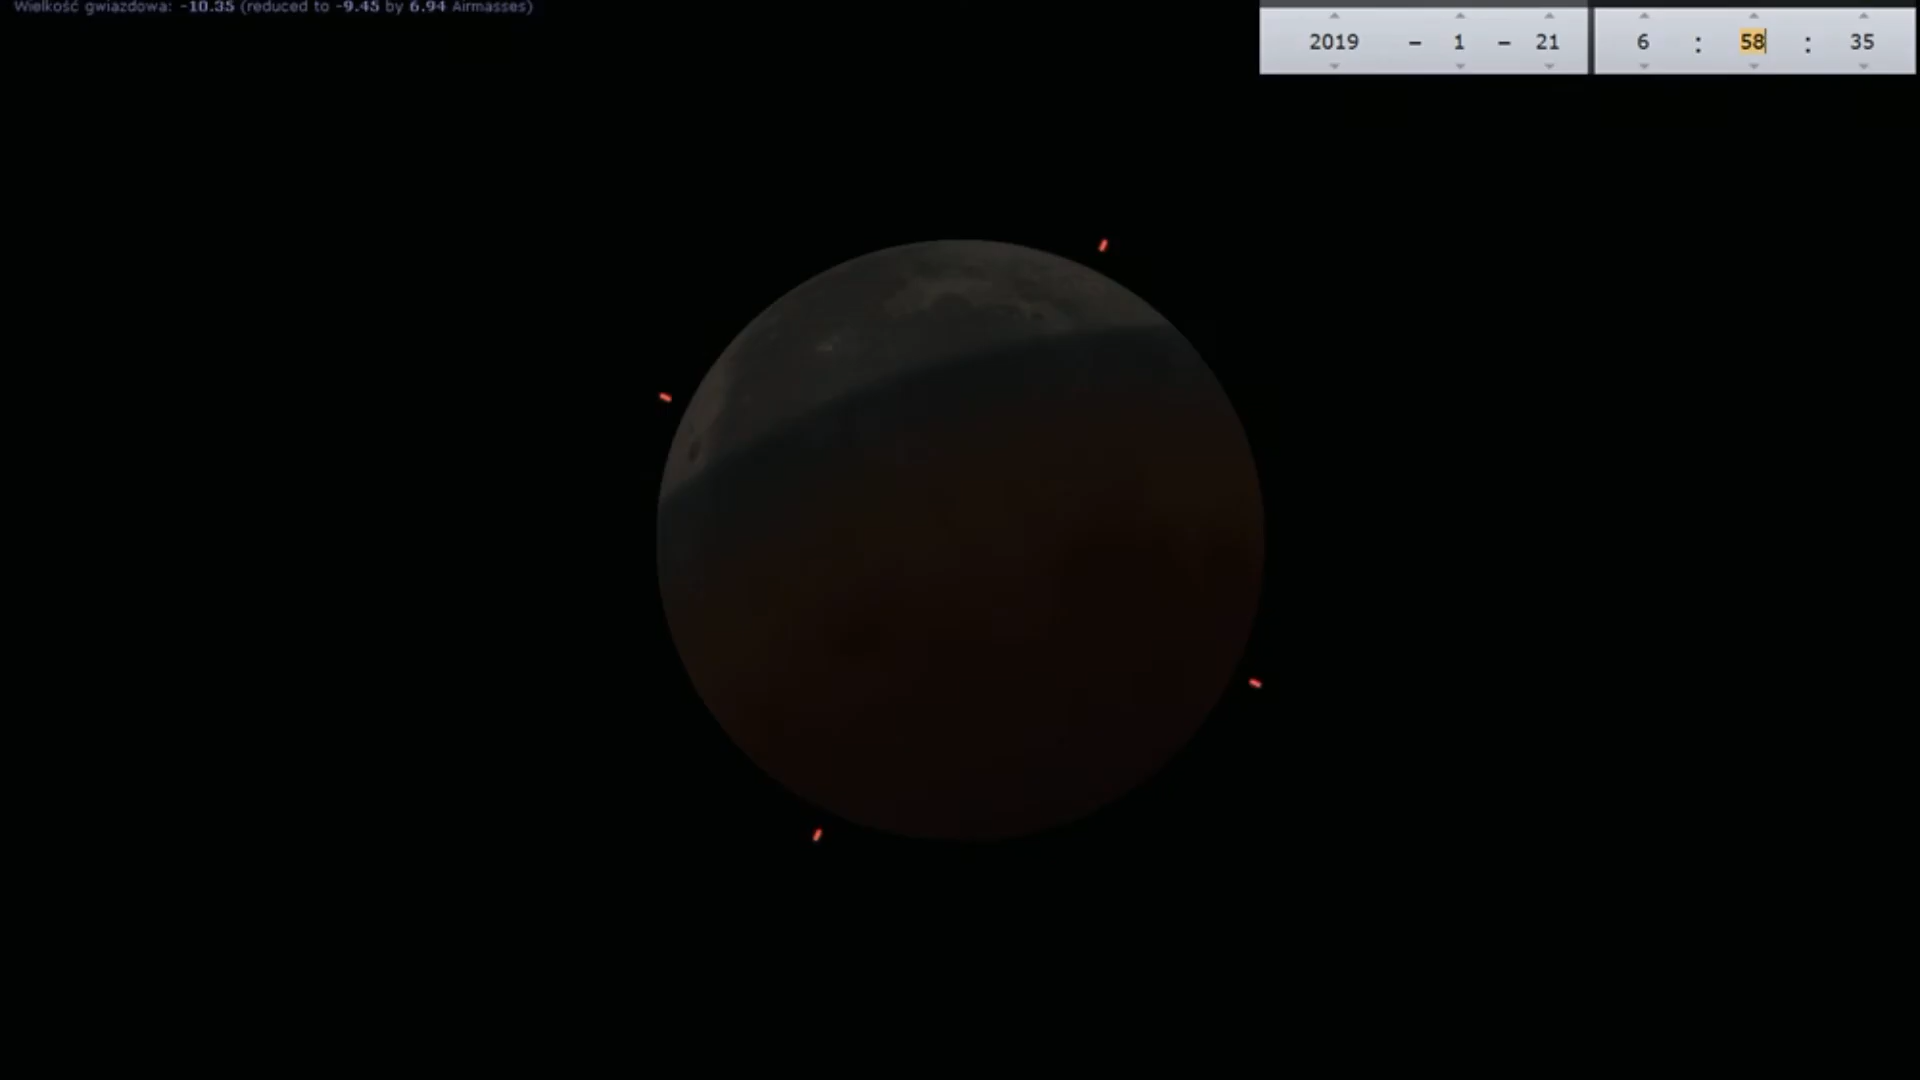 Wielkość gwiazdowa: -10.35 (reduced to -9.45 by 6.94 Airmasses)
2019 - 1 - 21 6 : 58 : 35